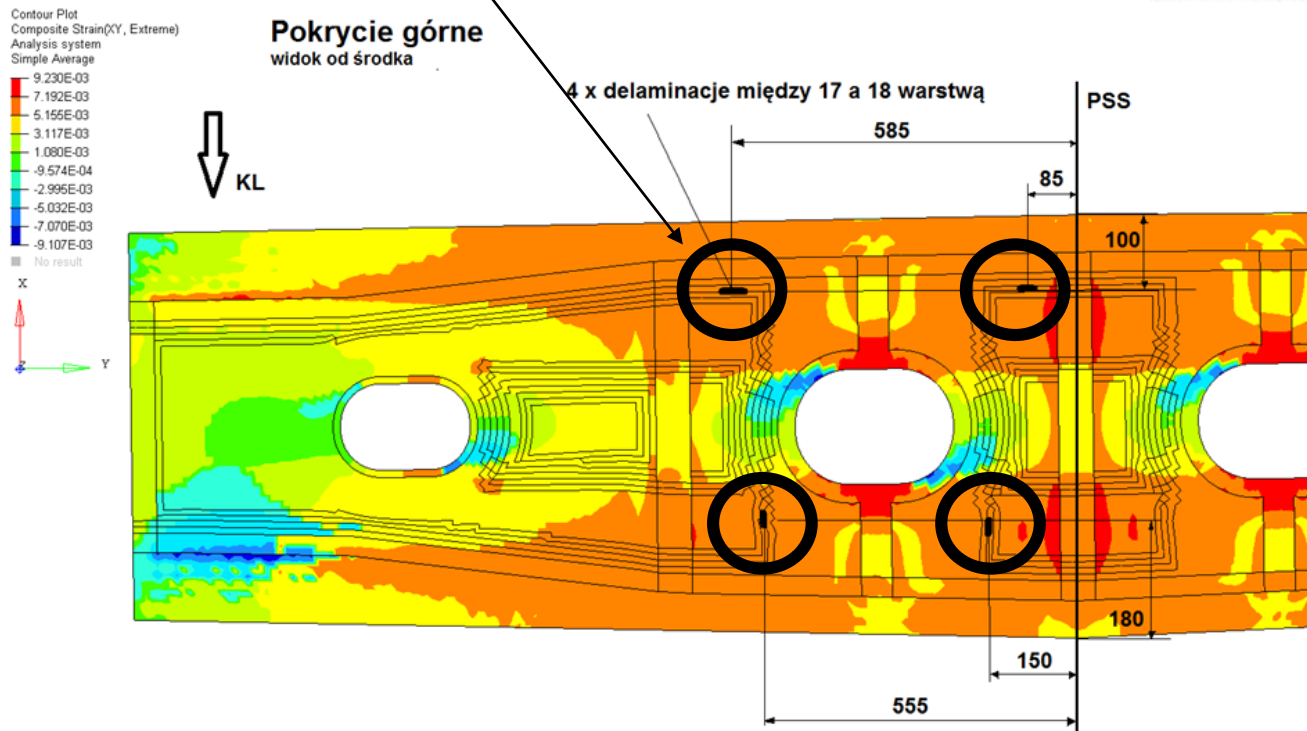 Contour Plot
Composite Strain(XY, Extreme)
Analysis system
Simple Average
9.230E-03
7.192E-03
5.155E-03
3.117E-03
1.080E-03
-9.574E-04
-2.995E-03
-5.032E-03
-7.070E-03
-9.107E-03
No result
Pokrycie górne
widok od środka
4 x delaminacje między 17 a 18 warstwą
PSS
585
85
KL
100
X
Y
Z
180
150
555